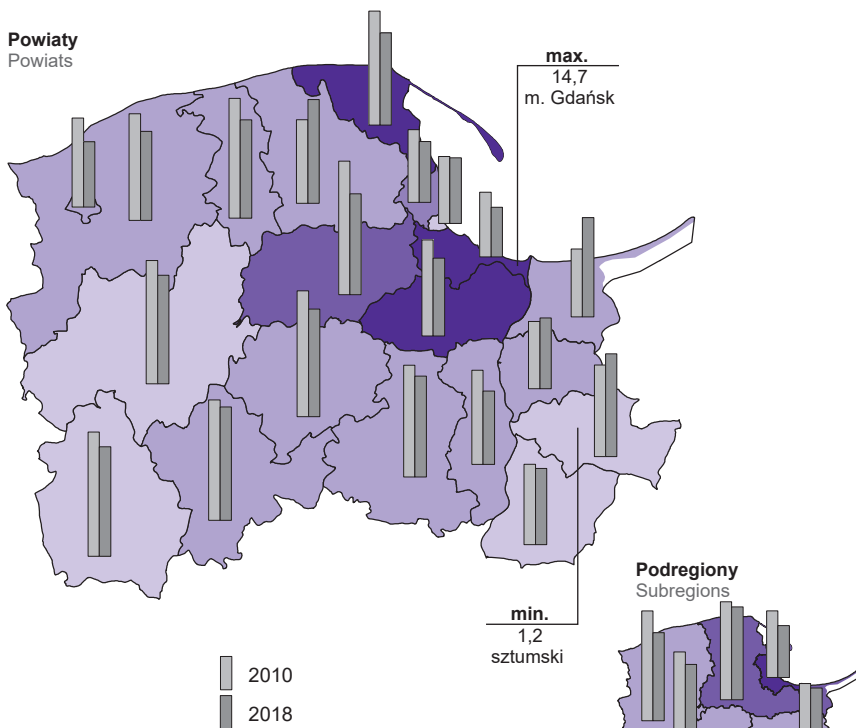 Powiaty
Powiats
max.
14,7
m. Gdańsk
min.
1,2
sztumski
Podregiony
Subregions
2010
2018